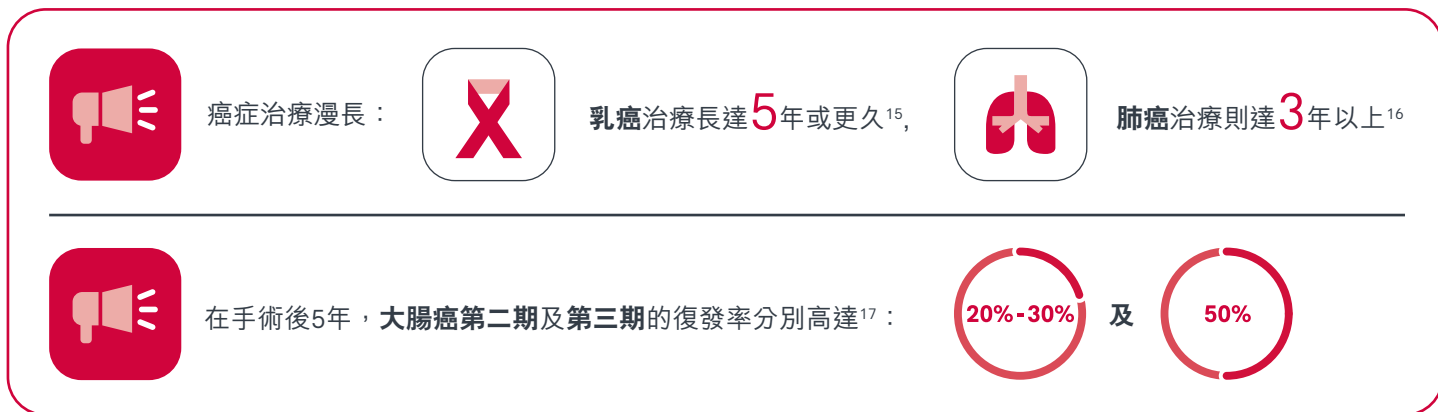 癌症治療漫長：
乳癌治療長達5年或更久15,
肺癌治療則達3年以上16
在手術後5年，大腸癌第二期及第三期的復發率分別高達17：
20%-30% 及 50%